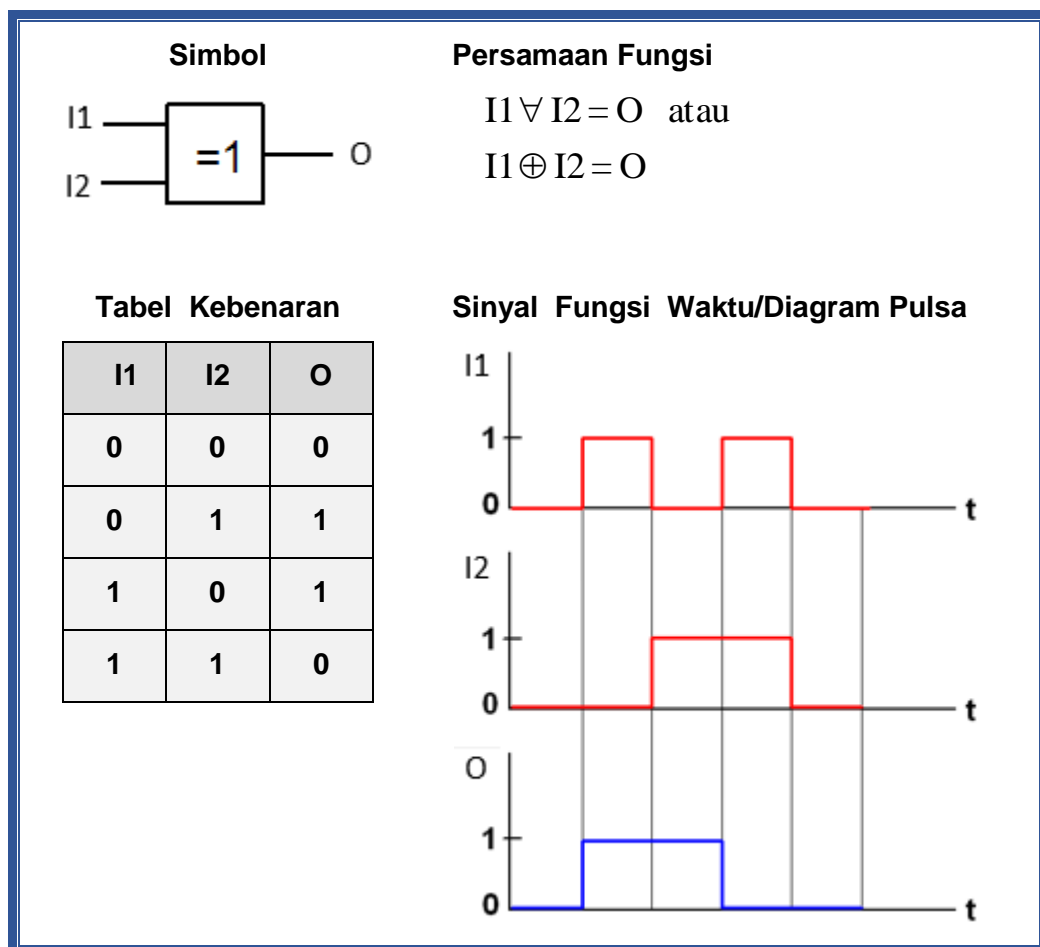 Simbol
I1
I2
=1
O
Persamaan Fungsi
I1 ∀ I2 = O atau
I1 ⊕ I2 = O
Tabel Kebenaran
I1 I2 O
0 0 0
0 1 1
1 0 1
1 1 0
Sinyal Fungsi Waktu/Diagram Pulsa
I1
1
0 t
I2
1
0 t
O
1
0 t